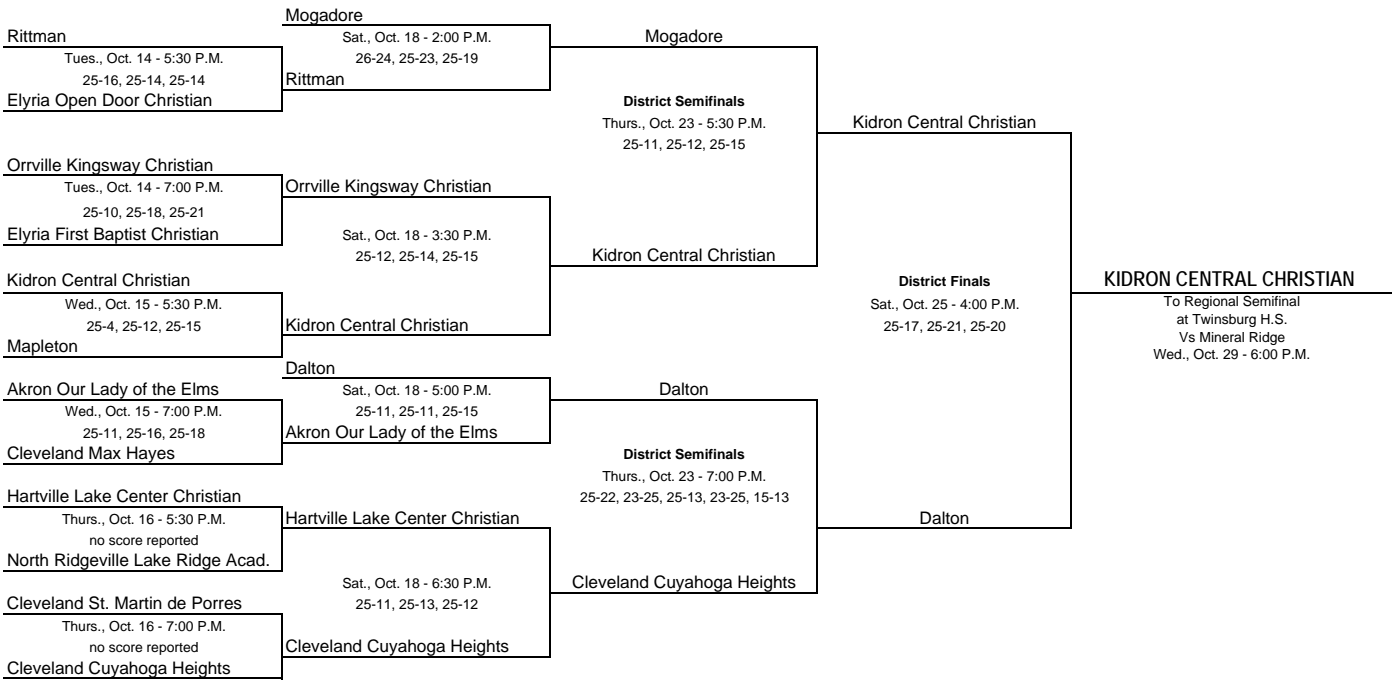 Mogadore
Rittman
Sat., Oct. 18 - 2:00 P.M.
Mogadore
Tues., Oct. 14 - 5:30 P.M.
26-24, 25-23, 25-19
25-16, 25-14, 25-14
Rittman
Elyria Open Door Christian
District Semifinals
Thurs., Oct. 23 - 5:30 P.M.
Kidron Central Christian
25-11, 25-12, 25-15
Orrville Kingsway Christian
Tues., Oct. 14 - 7:00 P.M.
Orrville Kingsway Christian
25-10, 25-18, 25-21
Elyria First Baptist Christian
Sat., Oct. 18 - 3:30 P.M.
25-12, 25-14, 25-15
Kidron Central Christian
Kidron Central Christian
District Finals
KIDRON CENTRAL CHRISTIAN
Wed., Oct. 15 - 5:30 P.M.
Sat., Oct. 25 - 4:00 P.M.
To Regional Semifinal
25-4, 25-12, 25-15
Kidron Central Christian
25-17, 25-21, 25-20
at Twinsburg H.S.
Mapleton
Vs Mineral Ridge
Wed., Oct. 29 - 6:00 P.M.
Dalton
Akron Our Lady of the Elms
Sat., Oct. 18 - 5:00 P.M.
Dalton
Wed., Oct. 15 - 7:00 P.M.
25-11, 25-11, 25-15
25-11, 25-16, 25-18
Akron Our Lady of the Elms
Cleveland Max Hayes
District Semifinals
Thurs., Oct. 23 - 7:00 P.M.
Hartville Lake Center Christian
25-22, 23-25, 25-13, 23-25, 15-13
Thurs., Oct. 16 - 5:30 P.M.
Hartville Lake Center Christian
Dalton
no score reported
North Ridgeville Lake Ridge Acad.
Sat., Oct. 18 - 6:30 P.M.
Cleveland Cuyahoga Heights
Cleveland St. Martin de Porres
25-11, 25-13, 25-12
Thurs., Oct. 16 - 7:00 P.M.
no score reported
Cleveland Cuyahoga Heights
Cleveland Cuyahoga Heights